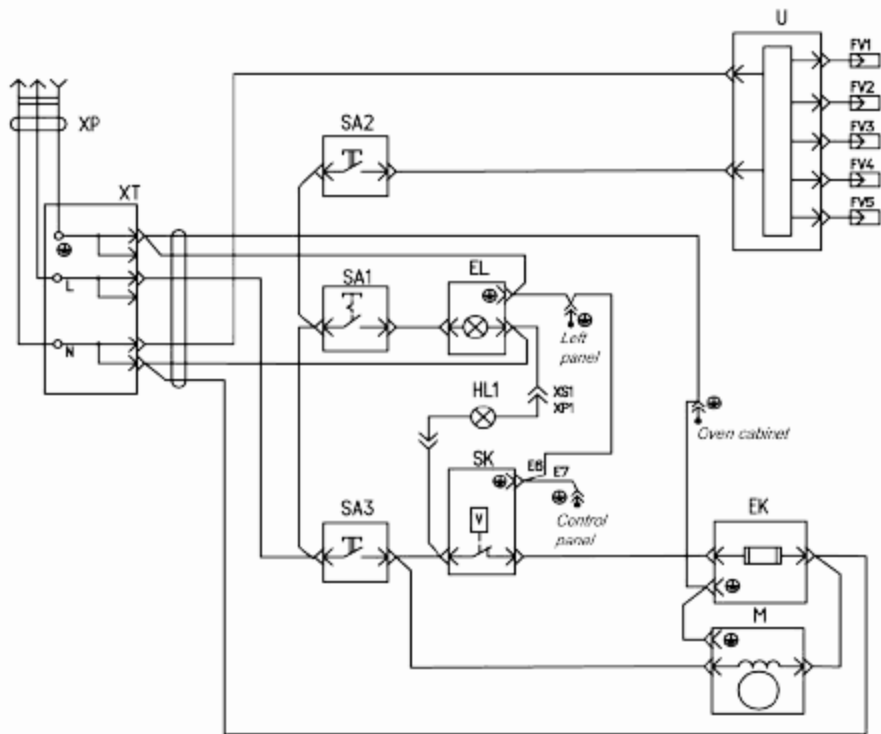 U
FV1
FV2
FV3
FV4
FV5
XP
SA2
XT
L
N
SA1
EL
Left
panel
HL1
XS1
XP1
Oven cabinet
SK
E6
E7
V
Control
panel
SA3
EK
M